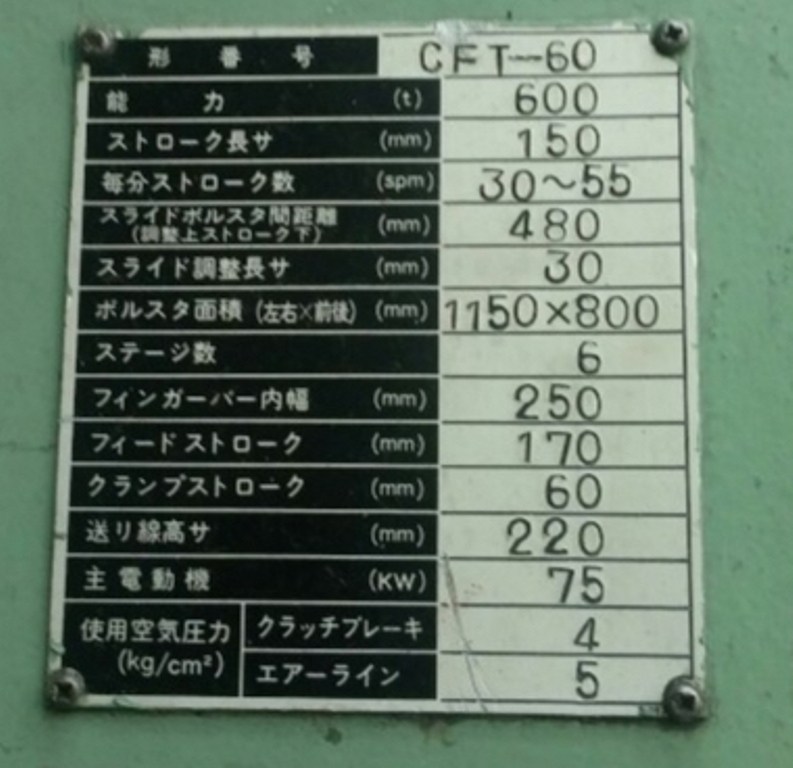 形番号 CFT-60
能力 (t) 600
ストローク長サ (mm) 150
毎分ストローク数 (spm) 30〜55
スライドボルスタ間距離 (mm) 480
(調整上ストローク下)
スライド調整長サ (mm) 30
ボルスタ面積 (左右×前後) (mm) 1150×800
ステージ数 6
フィンガーバー内幅 (mm) 250
フィードストローク (mm) 170
クランプストローク (mm) 60
送リ線高サ (mm) 220
主電動機 (KW) 75
使用空気圧力 クラッチブレーキ 4
(kg/cm²) エアーライン 5